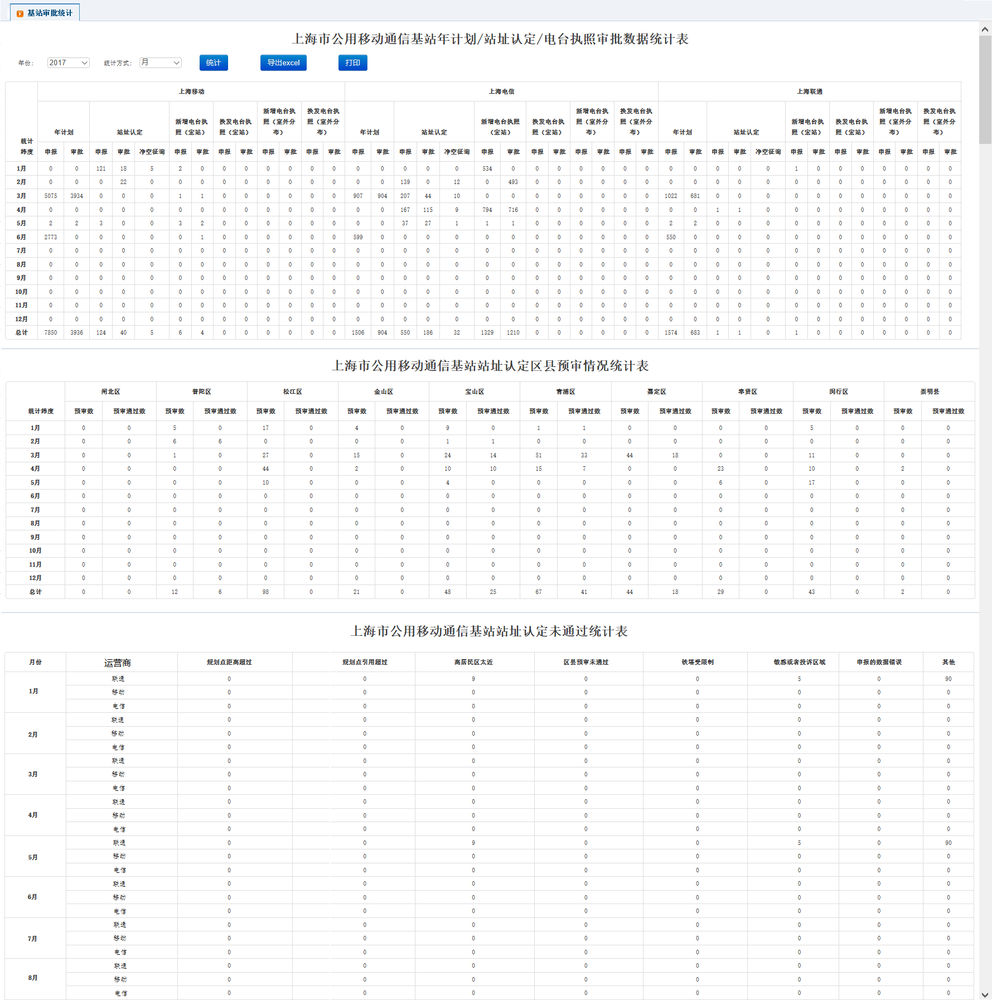 基站审批统计
上海市公用移动通信基站年计划/站址认定/电台执照审批数据统计表
年份： 2017 统计方式： 月 统计 导出excel 打印
上海移动 上海电信 上海联通
统计纬度 年计划 站址认定 新增电台执照（宏站） 换发电台执照（宏站） 新增电台执照（室外分布） 换发电台执照（室外分布） 年计划 站址认定 新增电台执照（宏站） 换发电台执照（宏站） 新增电台执照（室外分布） 换发电台执照（室外分布） 年计划 站址认定 新增电台执照（宏站） 换发电台执照（宏站） 新增电台执照（室外分布） 换发电台执照（室外分布）
申报 审批 申报 审批 净空征询 申报 审批 申报 审批 申报 审批 申报 审批 申报 审批 申报 审批 净空征询 申报 审批 申报 审批 申报 审批 申报 审批 申报 审批 申报 审批 净空征询 申报 审批 申报 审批 申报 审批 申报 审批
1月 0 0 121 18 5 2 0 0 0 0 0 0 0 0 0 0 0 0 534 0 0 0 0 0 0 0 0 0 0 0 0 1 0 0 0 0 0 0 0
2月 0 0 0 22 0 0 0 0 0 0 0 0 0 0 0 139 0 12 0 493 0 0 0 0 0 0 0 0 0 0 0 0 0 0 0 0 0 0 0
3月 5075 3934 0 0 0 1 1 0 0 0 0 0 0 907 904 207 44 10 0 0 0 0 0 0 0 0 1022 681 0 0 0 0 0 0 0 0 0 0 0
4月 0 0 0 0 0 0 0 0 0 0 0 0 0 0 0 167 115 9 794 716 0 0 0 0 0 0 0 0 1 1 0 0 0 0 0 0 0 0 0
5月 2 2 3 0 0 3 2 0 0 0 0 0 0 0 0 37 27 1 1 1 0 0 0 0 0 0 2 2 0 0 0 0 0 0 0 0 0 0 0
6月 2773 0 0 0 0 0 1 0 0 0 0 0 0 599 0 0 0 0 0 0 0 0 0 0 0 0 550 0 0 0 0 0 0 0 0 0 0 0 0
7月 0 0 0 0 0 0 0 0 0 0 0 0 0 0 0 0 0 0 0 0 0 0 0 0 0 0 0 0 0 0 0 0 0 0 0 0 0 0 0
8月 0 0 0 0 0 0 0 0 0 0 0 0 0 0 0 0 0 0 0 0 0 0 0 0 0 0 0 0 0 0 0 0 0 0 0 0 0 0 0
9月 0 0 0 0 0 0 0 0 0 0 0 0 0 0 0 0 0 0 0 0 0 0 0 0 0 0 0 0 0 0 0 0 0 0 0 0 0 0 0
10月 0 0 0 0 0 0 0 0 0 0 0 0 0 0 0 0 0 0 0 0 0 0 0 0 0 0 0 0 0 0 0 0 0 0 0 0 0 0 0
11月 0 0 0 0 0 0 0 0 0 0 0 0 0 0 0 0 0 0 0 0 0 0 0 0 0 0 0 0 0 0 0 0 0 0 0 0 0 0 0
12月 0 0 0 0 0 0 0 0 0 0 0 0 0 0 0 0 0 0 0 0 0 0 0 0 0 0 0 0 0 0 0 0 0 0 0 0 0 0 0
总计 7850 3936 124 40 5 6 4 0 0 0 0 0 0 1506 904 550 186 32 1329 1210 0 0 0 0 0 0 1574 683 1 1 0 1 0 0 0 0 0 0 0
上海市公用移动通信基站站址认定区县预审情况统计表
闸北区 普陀区 松江区 金山区 宝山区 青浦区 嘉定区 奉贤区 闵行区 崇明县
统计纬度 预审数 预审通过数 预审数 预审通过数 预审数 预审通过数 预审数 预审通过数 预审数 预审通过数 预审数 预审通过数 预审数 预审通过数 预审数 预审通过数 预审数 预审通过数 预审数 预审通过数
1月 0 0 5 0 17 0 4 0 9 0 1 1 0 0 0 0 5 0 0 0
2月 0 0 6 6 0 0 0 0 1 1 0 0 0 0 0 0 0 0 0 0
3月 0 0 1 0 27 0 15 0 24 14 51 33 44 18 0 0 11 0 0 0
4月 0 0 0 0 44 0 2 0 10 10 15 7 0 0 23 0 10 0 2 0
5月 0 0 0 0 10 0 0 0 4 0 0 0 0 0 6 0 17 0 0 0
6月 0 0 0 0 0 0 0 0 0 0 0 0 0 0 0 0 0 0 0 0
7月 0 0 0 0 0 0 0 0 0 0 0 0 0 0 0 0 0 0 0 0
8月 0 0 0 0 0 0 0 0 0 0 0 0 0 0 0 0 0 0 0 0
9月 0 0 0 0 0 0 0 0 0 0 0 0 0 0 0 0 0 0 0 0
10月 0 0 0 0 0 0 0 0 0 0 0 0 0 0 0 0 0 0 0 0
11月 0 0 0 0 0 0 0 0 0 0 0 0 0 0 0 0 0 0 0 0
12月 0 0 0 0 0 0 0 0 0 0 0 0 0 0 0 0 0 0 0 0
总计 0 0 12 6 98 0 21 0 48 25 67 41 44 18 29 0 43 0 2 0
上海市公用移动通信基站站址认定未通过统计表
月份 运营商 规划点距离超过 规划点引用超过 离居民区太近 区县预审未通过 铁塔受限制 敏感或者投诉区域 申报的数据错误 其他
1月 联通 0 0 9 0 0 5 0 90
移动 0 0 0 0 0 0 0 0
电信 0 0 0 0 0 0 0 0
2月 联通 0 0 0 0 0 0 0 0
移动 0 0 0 0 0 0 0 0
电信 0 0 0 0 0 0 0 0
3月 联通 0 0 0 0 0 0 0 0
移动 0 0 0 0 0 0 0 0
电信 0 0 0 0 0 0 0 0
4月 联通 0 0 0 0 0 0 0 0
移动 0 0 0 0 0 0 0 0
电信 0 0 0 0 0 0 0 0
5月 联通 0 0 9 0 0 5 0 90
移动 0 0 0 0 0 0 0 0
电信 0 0 0 0 0 0 0 0
6月 联通 0 0 0 0 0 0 0 0
移动 0 0 0 0 0 0 0 0
电信 0 0 0 0 0 0 0 0
7月 联通 0 0 0 0 0 0 0 0
移动 0 0 0 0 0 0 0 0
电信 0 0 0 0 0 0 0 0
8月 联通 0 0 0 0 0 0 0 0
移动 0 0 0 0 0 0 0 0
电信 0 0 0 0 0 0 0 0